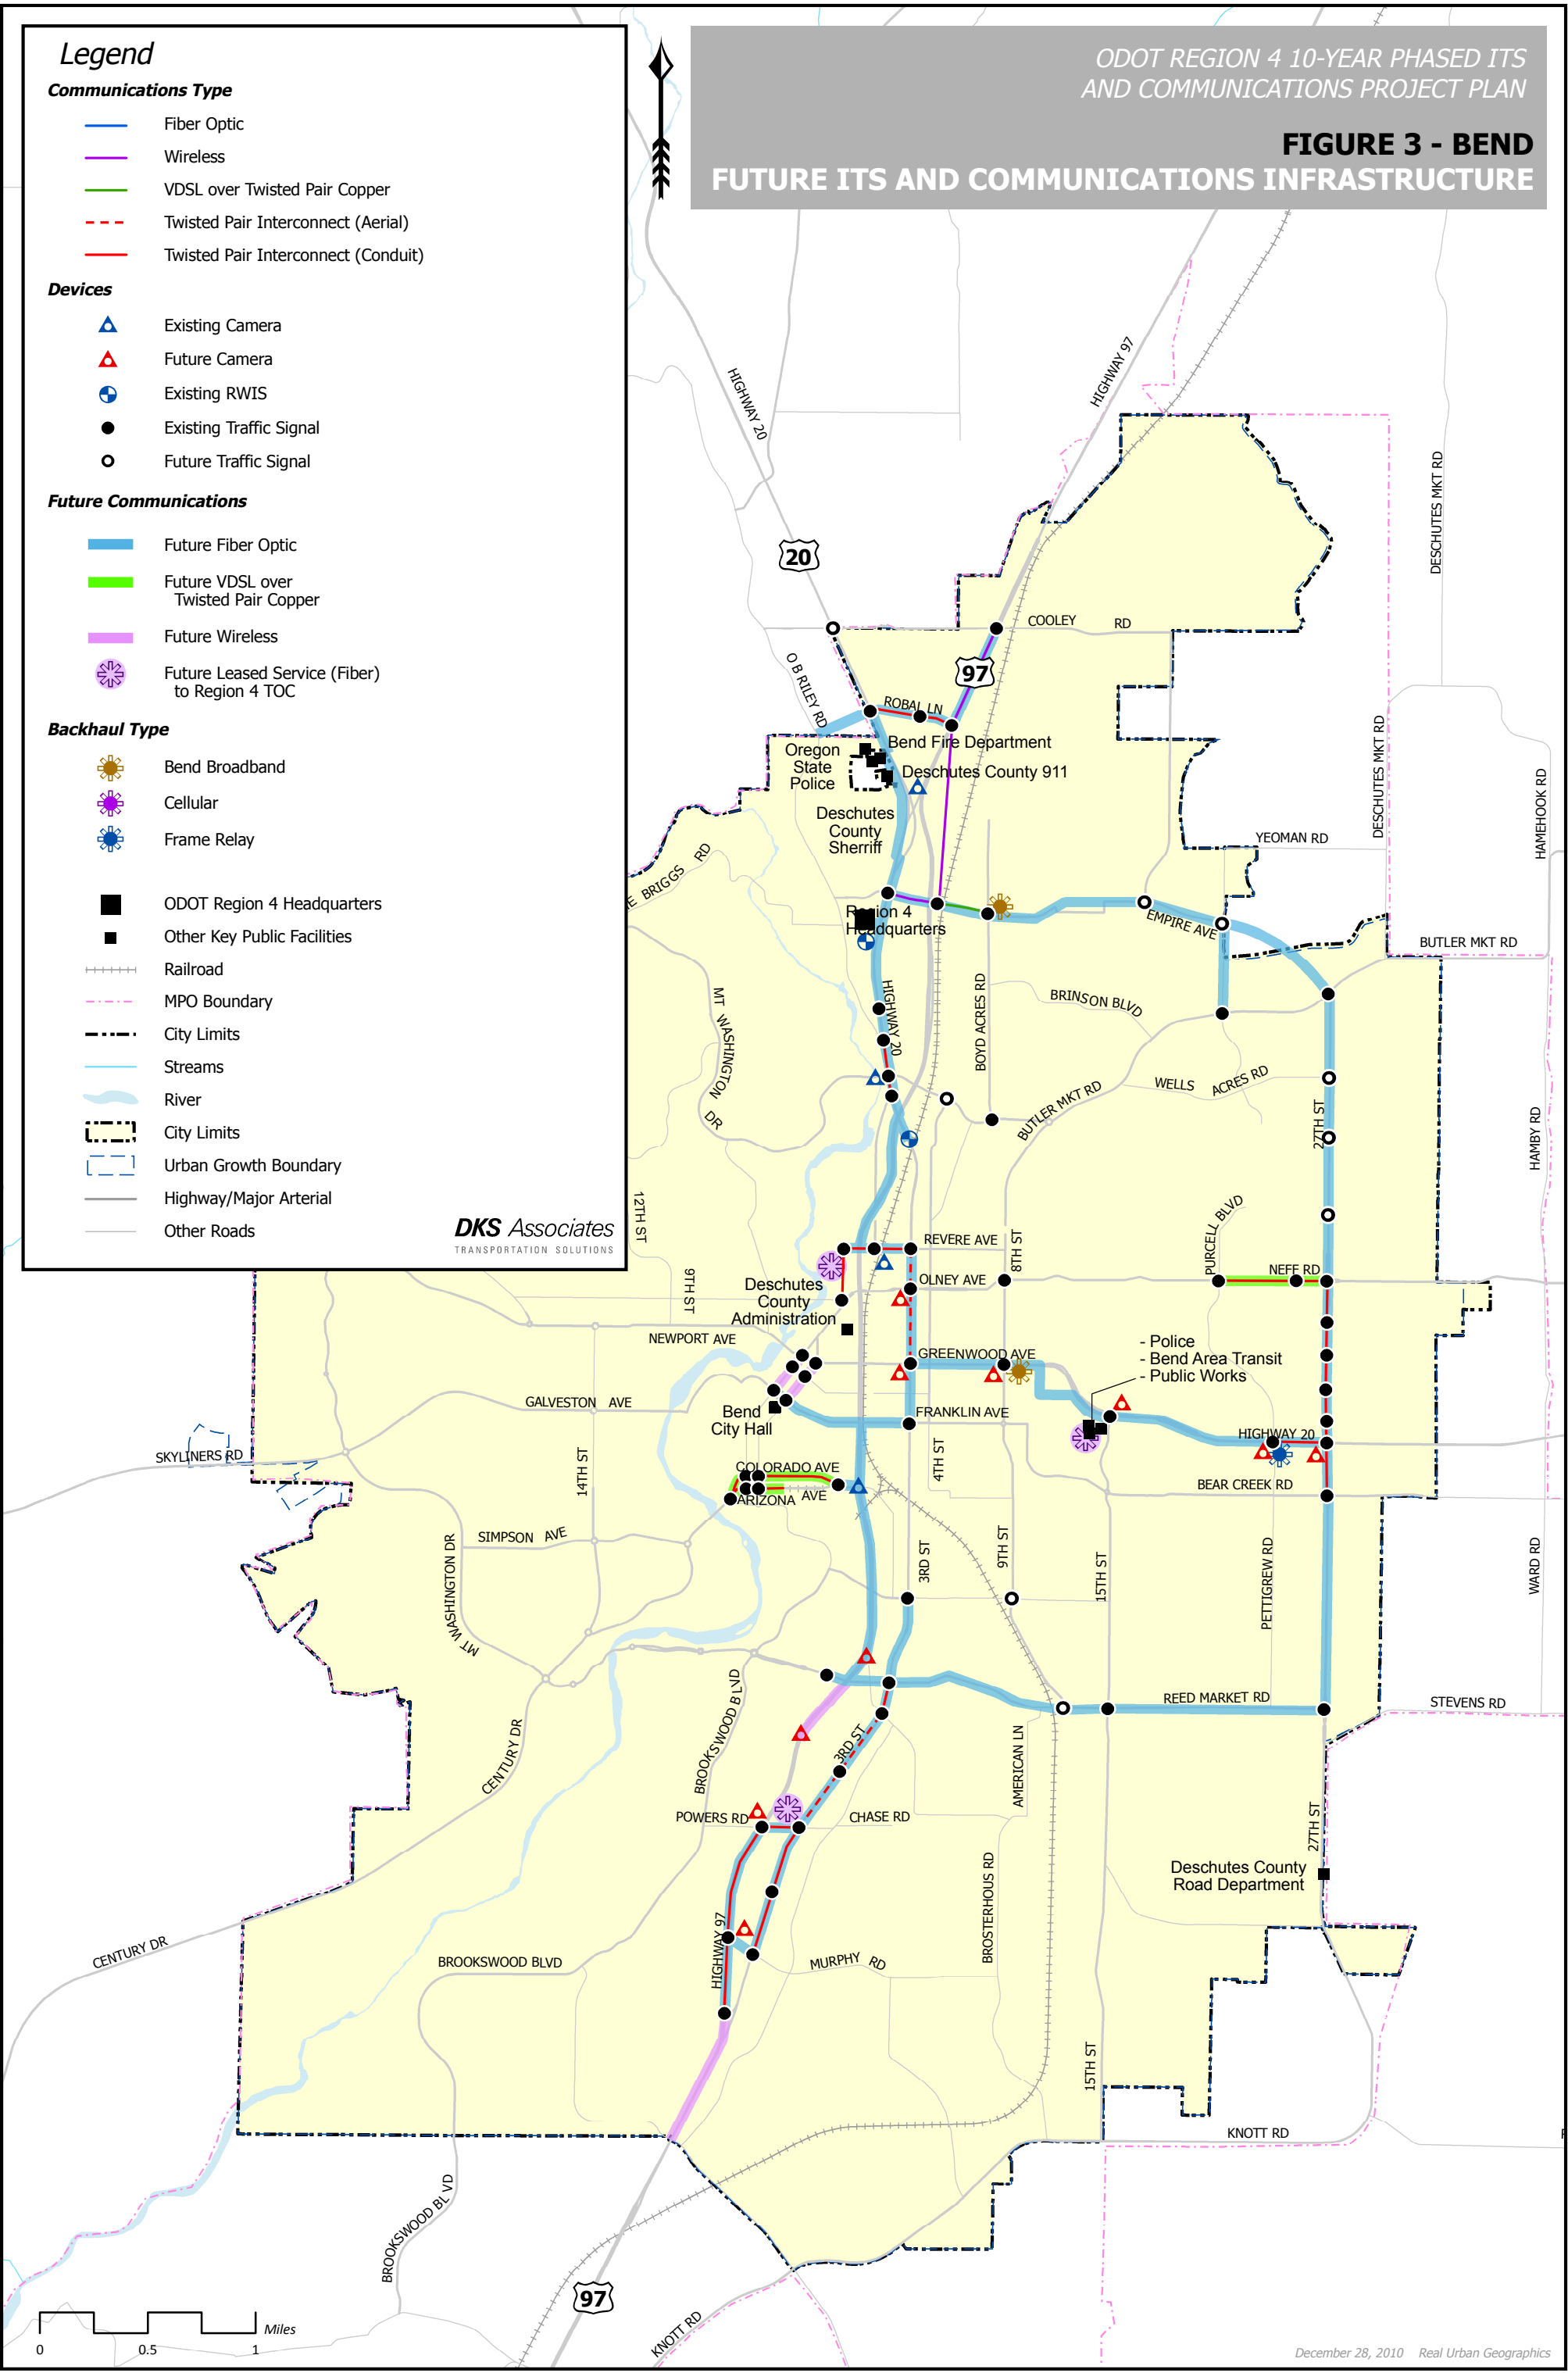 Legend
Communications Type
Fiber Optic
Wireless
VDSL over Twisted Pair Copper
Twisted Pair Interconnect (Aerial)
Twisted Pair Interconnect (Conduit)
Devices
Existing Camera
Future Camera
Existing RWIS
Existing Traffic Signal
Future Traffic Signal
Future Communications
Future Fiber Optic
Future VDSL over
Twisted Pair Copper
Future Wireless
Future Leased Service (Fiber)
to Region 4 TOC
Backhaul Type
Bend Broadband
Cellular
Frame Relay
ODOT Region 4 Headquarters
Other Key Public Facilities
Railroad
MPO Boundary
City Limits
Streams
River
City Limits
Urban Growth Boundary
Highway/Major Arterial
Other Roads
DKS Associates
TRANSPORTATION SOLUTIONS
ODOT REGION 4 10-YEAR PHASED ITS
AND COMMUNICATIONS PROJECT PLAN
FIGURE 3 - BEND
FUTURE ITS AND COMMUNICATIONS INFRASTRUCTURE
HIGHWAY 20
HIGHWAY 97
DESCHUTES MKT RD
20
COOLEY RD
97
O B RILEY RD
ROBAL LN
Bend Fire Department
Oregon
State
Police
Deschutes County 911
Deschutes
County
Sherriff
DESCHUTES MKT RD
HAMEHOOK RD
YEOMAN RD
BRIGGS RD
Region 4
Headquarters
EMPIRE AVE
BUTLER MKT RD
MT WASHINGTON DR
HIGHWAY 20
BOYD ACRES RD
BRINSON BLVD
WELLS ACRES RD
BUTLER MKT RD
27TH ST
HAMBY RD
12TH ST
REVERE AVE
8TH ST
PURCELL BLVD
NEFF RD
OLNEY AVE
9TH ST
Deschutes
County
Administration
NEWPORT AVE
GREENWOOD AVE
- Police
- Bend Area Transit
- Public Works
GALVESTON AVE
Bend
City Hall
FRANKLIN AVE
HIGHWAY 20
SKYLINERS RD
14TH ST
4TH ST
COLORADO AVE
ARIZONA AVE
BEAR CREEK RD
SIMPSON AVE
MT WASHINGTON DR
3RD ST
9TH ST
15TH ST
PETTIGREW RD
WARD RD
REED MARKET RD
STEVENS RD
CENTURY DR
BROOKSWOOD BLVD
3RD ST
AMERICAN LN
POWERS RD
CHASE RD
27TH ST
Deschutes County
Road Department
BROSTERHOUS RD
HIGHWAY 97
CENTURY DR
BROOKSWOOD BLVD
MURPHY RD
15TH ST
KNOTT RD
BROOKSWOOD BLVD
97
KNOTT RD
0 0.5 1
Miles
December 28, 2010 Real Urban Geographics